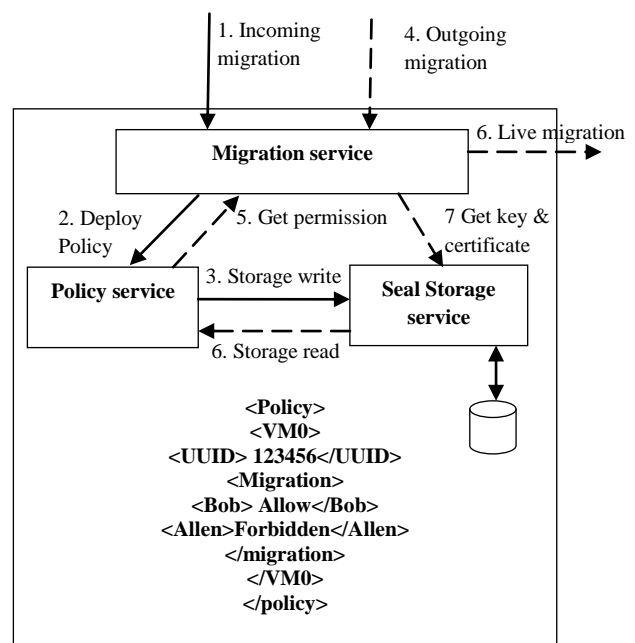 1. Incoming
migration
4. Outgoing
migration
6. Live migration
Migration service
2. Deploy
Policy
5. Get permission
7 Get key &
certificate
Policy service
3. Storage write
Seal Storage
service
6. Storage read
<Policy>
<VM0>
<UUID> 123456</UUID>
<Migration>
<Bob> Allow</Bob>
<Allen>Forbidden</Allen>
</migration>
</VM0>
</policy>